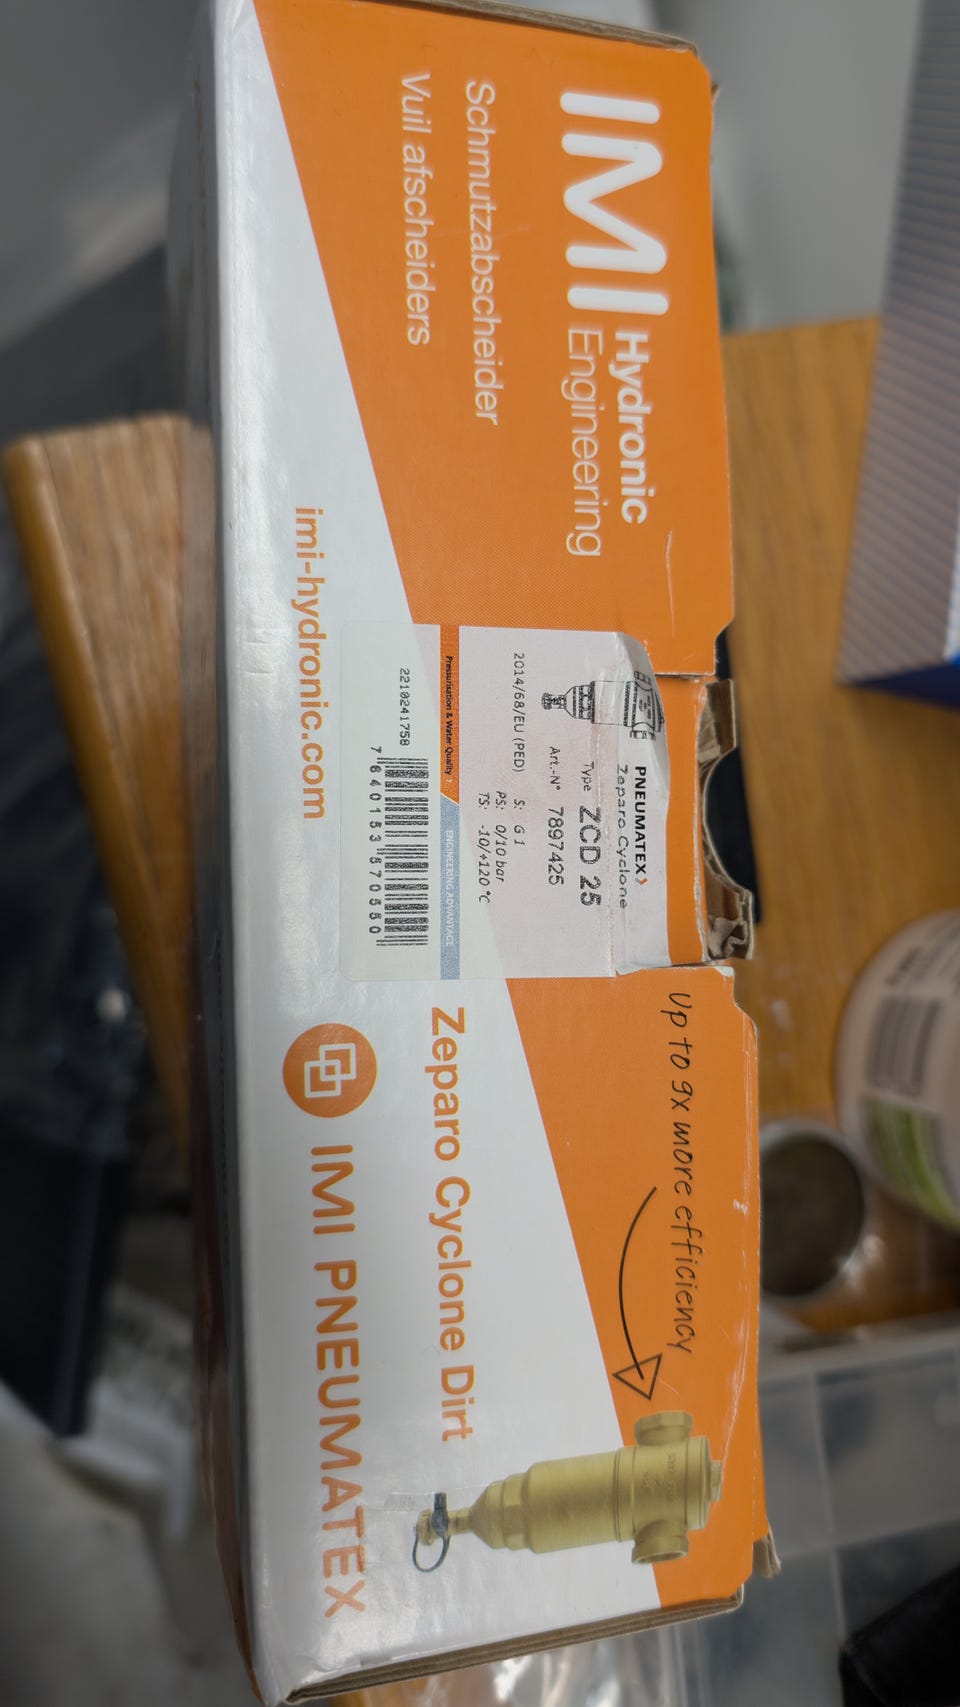 IMI Hydronic
Engineering
Schmutzabscheider
Vuil afscheiders
imi-hydronic.com
PNEUMATEX
Zeparo Cyclone
Type ZCD 25
Art.-N° 7897425
2014/68/EU (PED)
S: G 1
PS: 0/10 bar
TS: -10/+120 °C
Pressurisation & Water Quality
ENGINEERING ADVANTAGE
2210241758
7 640153 570550
Up to 9x more efficiency
Zeparo Cyclone Dirt
IMI PNEUMATEX